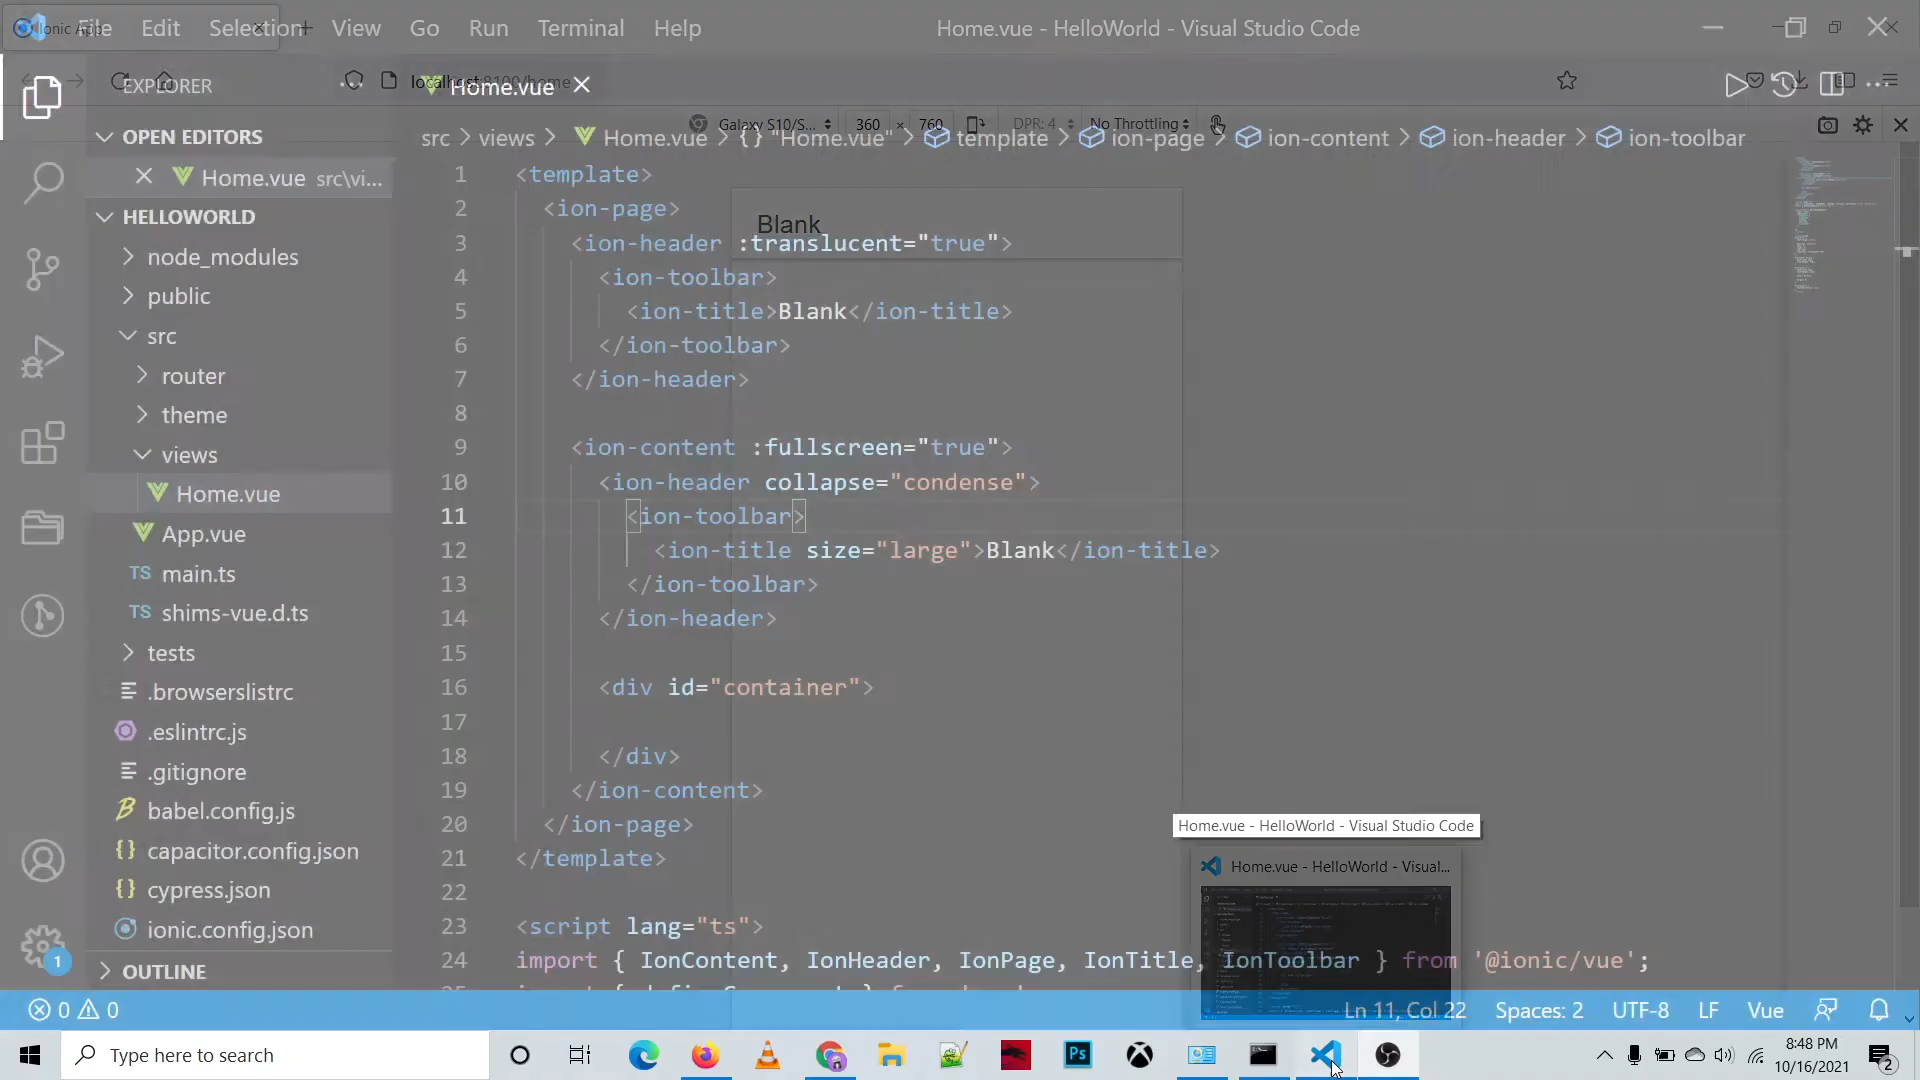 Ionic App
File Edit Selection View Go Run Terminal Help
Home.vue - HelloWorld - Visual Studio Code
EXPLORER
localhost:8100/home
Home.vue
Galaxy S10/S... 360 × 760 DPR: 4 No Throttling
OPEN EDITORS
src > views > Home.vue > {} "Home.vue" > template > ion-page > ion-content > ion-header > ion-toolbar
Home.vue src\vi...
HELLOWORLD
node_modules
public
src
router
theme
views
Home.vue
App.vue
TS main.ts
TS shims-vue.d.ts
tests
.browserslistrc
.eslintrc.js
.gitignore
babel.config.js
{} capacitor.config.json
{} cypress.json
ionic.config.json
OUTLINE
Blank
1 <template>
2 <ion-page>
3 <ion-header :translucent="true">
4 <ion-toolbar>
5 <ion-title>Blank</ion-title>
6 </ion-toolbar>
7 </ion-header>
8
9 <ion-content :fullscreen="true">
10 <ion-header collapse="condense">
11 <ion-toolbar>
12 <ion-title size="large">Blank</ion-title>
13 </ion-toolbar>
14 </ion-header>
15
16 <div id="container">
17
18 </div>
19 </ion-content>
20 </ion-page>
21 </template>
22
23 <script lang="ts">
24 import { IonContent, IonHeader, IonPage, IonTitle, IonToolbar } from '@ionic/vue';
Home.vue - HelloWorld - Visual Studio Code
Home.vue - HelloWorld - Visual...
1
0 0
Ln 11, Col 22 Spaces: 2 UTF-8 LF Vue
Type here to search
Ps
8:48 PM
10/16/2021
2